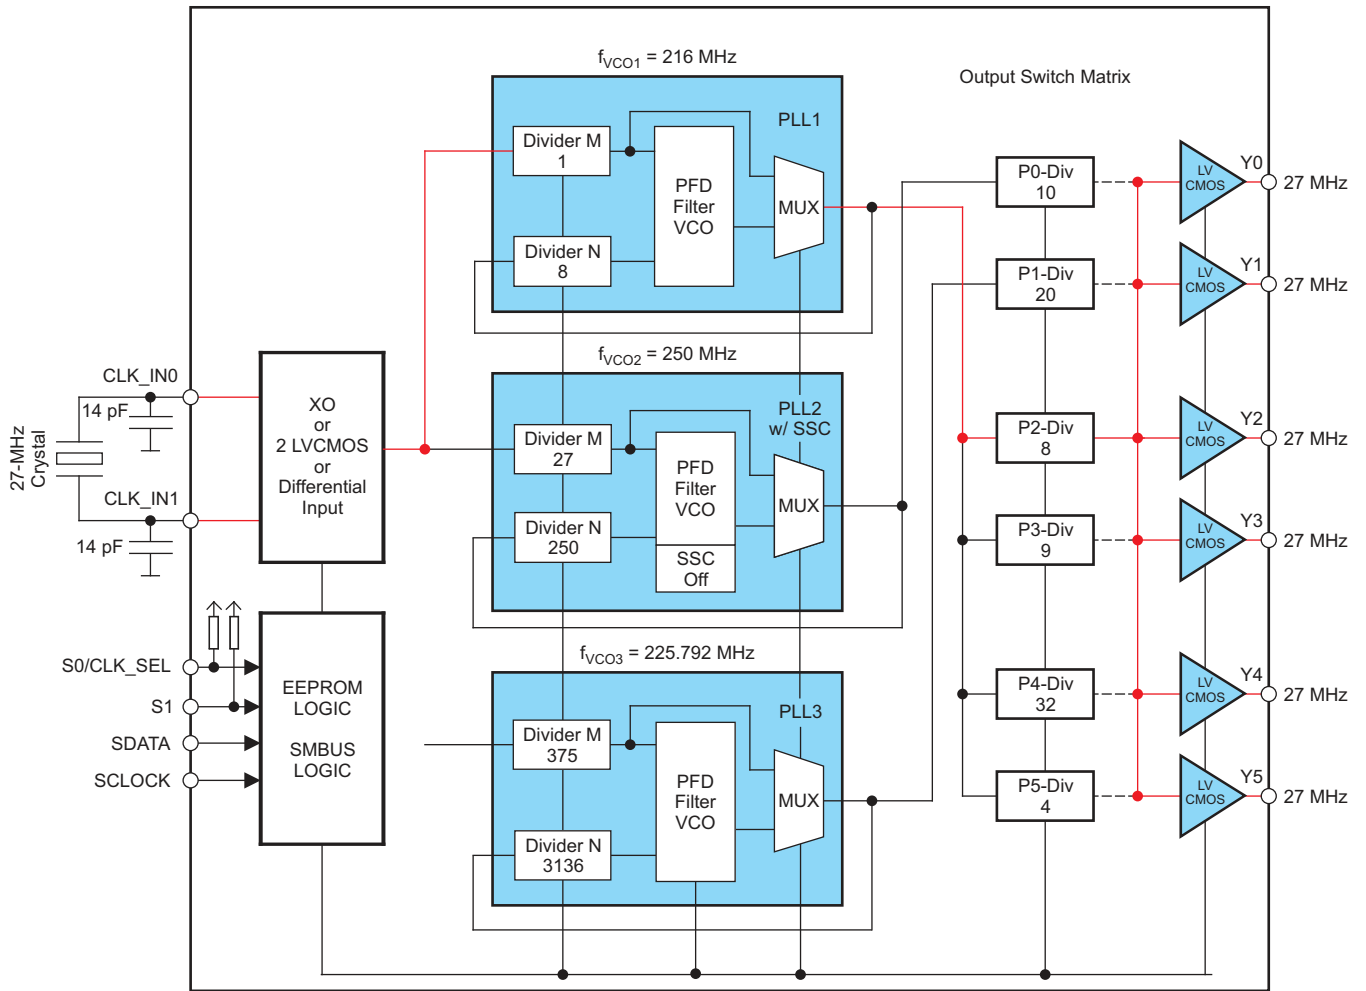 fVCO1 = 216 MHz
Output Switch Matrix
PLL1
Divider M
1
PFD
Filter
VCO
MUX
Divider N
8
P0-Div
10
LV
CMOS
Y0
27 MHz
P1-Div
20
LV
CMOS
Y1
27 MHz
fVCO2 = 250 MHz
CLK_IN0
14 pF
27-MHz
Crystal
CLK_IN1
14 pF
XO
or
2 LVCMOS
or
Differential
Input
PLL2
w/ SSC
Divider M
27
PFD
Filter
VCO
SSC
Off
MUX
Divider N
250
P2-Div
8
LV
CMOS
Y2
27 MHz
P3-Div
9
LV
CMOS
Y3
27 MHz
fVCO3 = 225.792 MHz
S0/CLK_SEL
S1
SDATA
SCLOCK
EEPROM
LOGIC
SMBUS
LOGIC
PLL3
Divider M
375
PFD
Filter
VCO
MUX
Divider N
3136
P4-Div
32
LV
CMOS
Y4
27 MHz
P5-Div
4
LV
CMOS
Y5
27 MHz